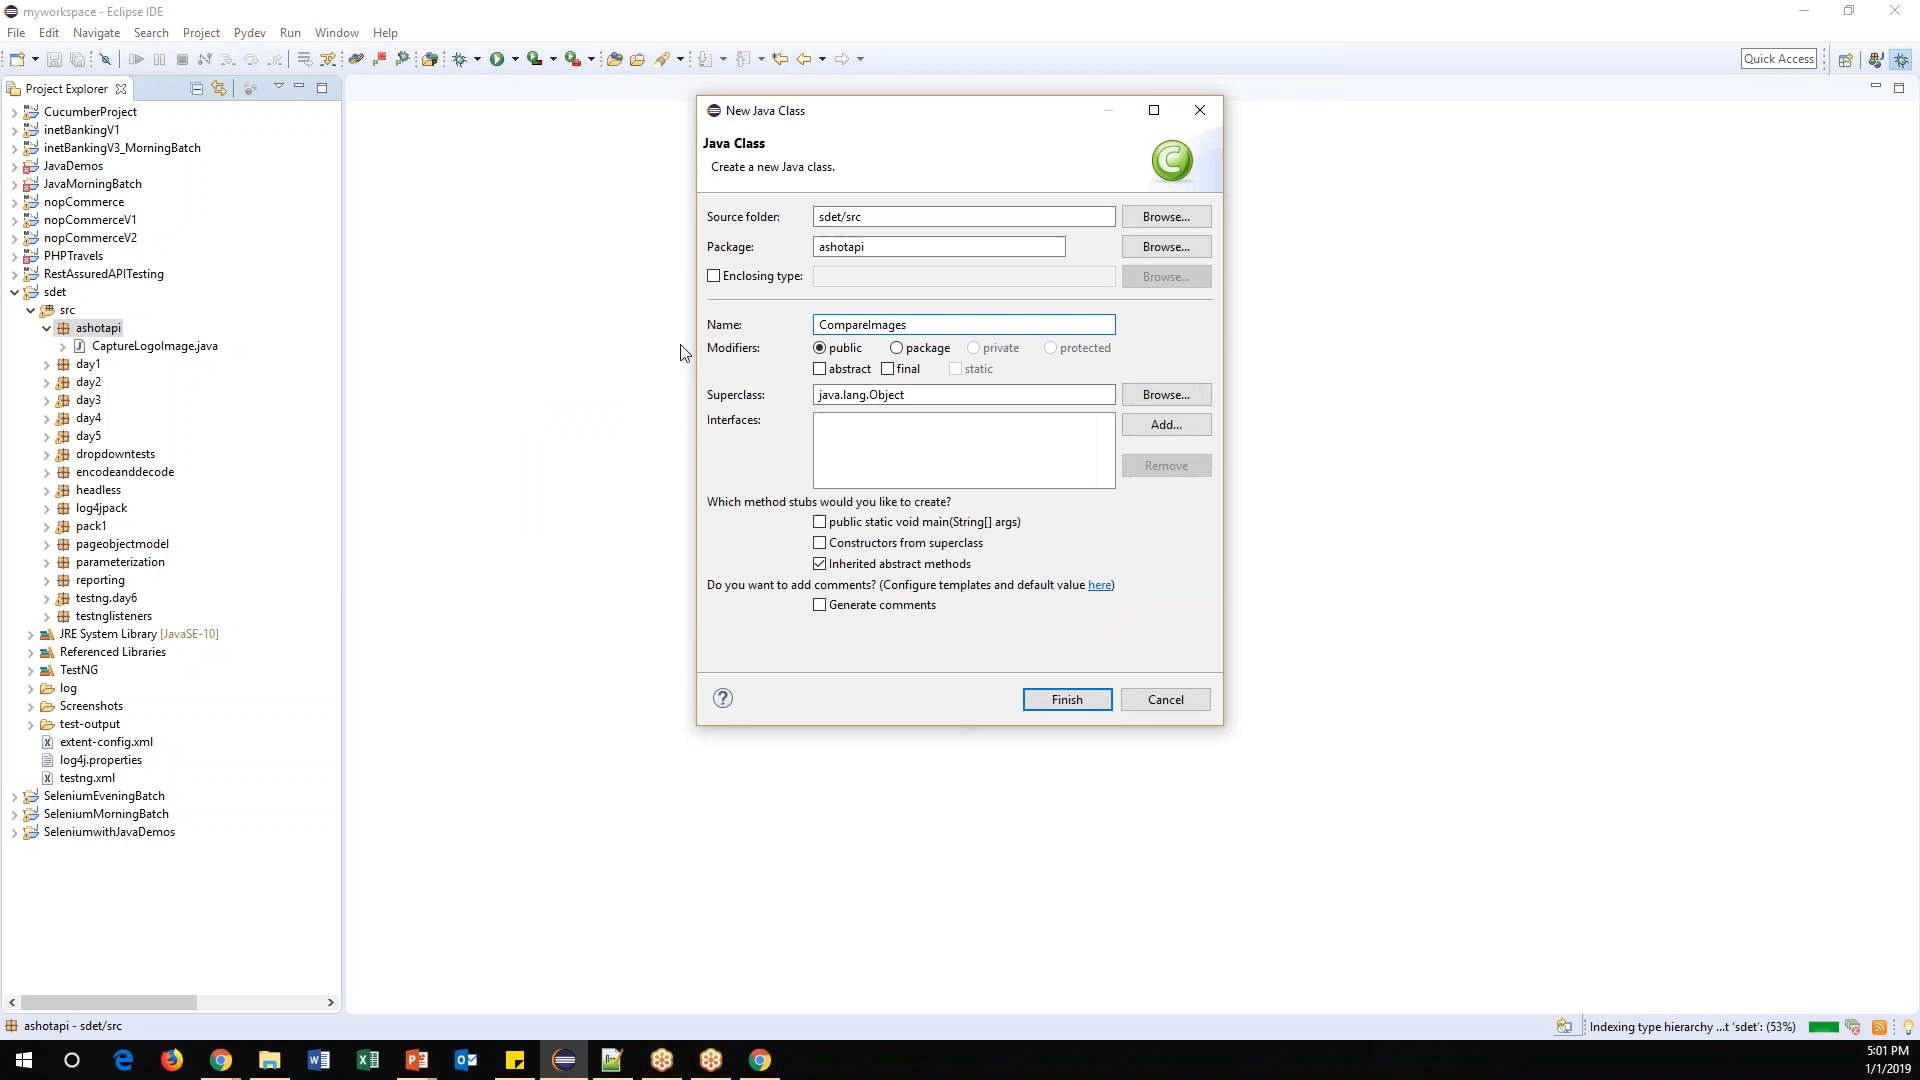 myworkspace - Eclipse IDE
File Edit Navigate Search Project Pydev Run Window Help
Quick Access
Project Explorer
CucumberProject
inetBankingV1
inetBankingV3_MorningBatch
JavaDemos
JavaMorningBatch
nopCommerce
nopCommerceV1
nopCommerceV2
PHPTravels
RestAssuredAPITesting
sdet
src
ashotapi
CaptureLogoImage.java
day1
day2
day3
day4
day5
dropdowntests
encodeanddecode
headless
log4jpack
pack1
pageobjectmodel
parameterization
reporting
testng.day6
testnglisteners
JRE System Library [JavaSE-10]
Referenced Libraries
TestNG
log
Screenshots
test-output
extent-config.xml
log4j.properties
testng.xml
SeleniumEveningBatch
SeleniumMorningBatch
SeleniumwithJavaDemos
New Java Class
Java Class
Create a new Java class.
Source folder: sdet/src Browse...
Package: ashotapi Browse...
Enclosing type: Browse...
Name: CompareImages
Modifiers: public package private protected
abstract final static
Superclass: java.lang.Object Browse...
Interfaces: Add...
Remove
Which method stubs would you like to create?
public static void main(String[] args)
Constructors from superclass
Inherited abstract methods
Do you want to add comments? (Configure templates and default value here)
Generate comments
? Finish Cancel
ashotapi - sdet/src
Indexing type hierarchy ...t 'sdet': (53%)
5:01 PM
1/1/2019